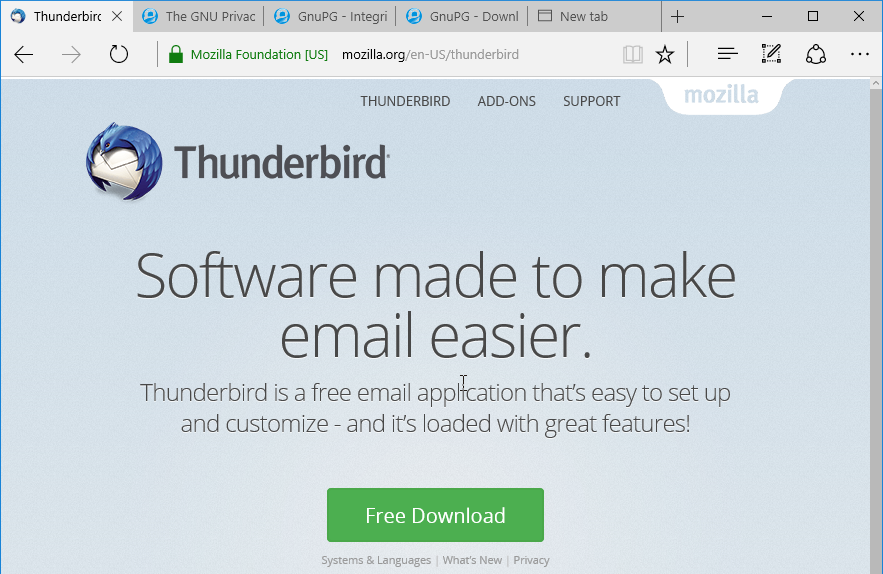 Thunderbird
The GNU Privac
GnuPG - Integri
GnuPG - Downl
New tab
Mozilla Foundation [US] mozilla.org/en-US/thunderbird
THUNDERBIRD ADD-ONS SUPPORT mozilla
Thunderbird
Software made to make
email easier.
Thunderbird is a free email application that's easy to set up
and customize - and it's loaded with great features!
Free Download
Systems & Languages | What's New | Privacy